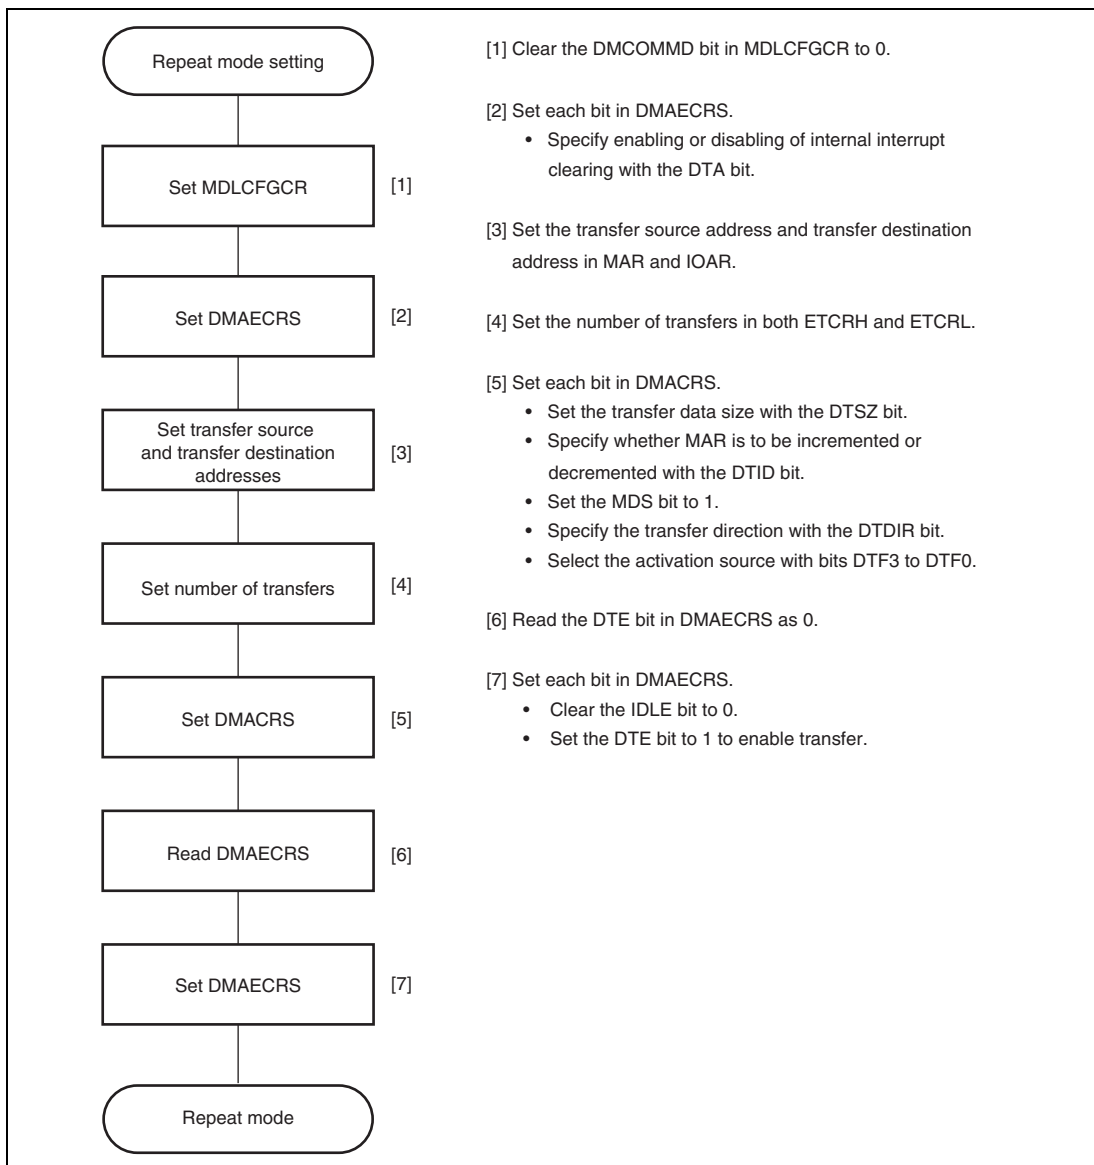 Repeat mode setting
Set MDLCFGCR
[1]
Set DMAECRS
[2]
Set transfer source
and transfer destination
addresses
[3]
Set number of transfers
[4]
Set DMACRS
[5]
Read DMAECRS
[6]
Set DMAECRS
[7]
Repeat mode
[1] Clear the DMCOMMD bit in MDLCFGCR to 0.
[2] Set each bit in DMAECRS.
• Specify enabling or disabling of internal interrupt
clearing with the DTA bit.
[3] Set the transfer source address and transfer destination
address in MAR and IOAR.
[4] Set the number of transfers in both ETCRH and ETCRL.
[5] Set each bit in DMACRS.
• Set the transfer data size with the DTSZ bit.
• Specify whether MAR is to be incremented or
decremented with the DTID bit.
• Set the MDS bit to 1.
• Specify the transfer direction with the DTDIR bit.
• Select the activation source with bits DTF3 to DTF0.
[6] Read the DTE bit in DMAECRS as 0.
[7] Set each bit in DMAECRS.
• Clear the IDLE bit to 0.
• Set the DTE bit to 1 to enable transfer.